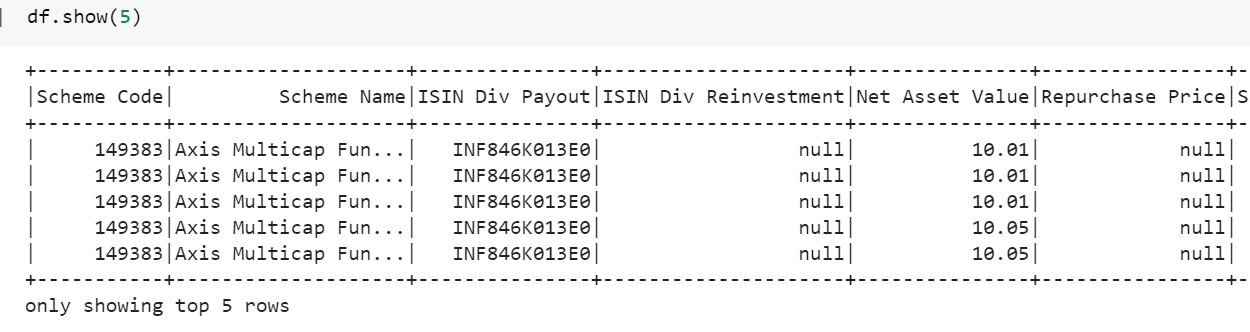 df.show(5)
+-----------+--------------------+---------------+---------------------+---------------+----------------+-
|Scheme Code|         Scheme Name|ISIN Div Payout|ISIN Div Reinvestment|Net Asset Value|Repurchase Price|S
+-----------+--------------------+---------------+---------------------+---------------+----------------+-
|     149383|Axis Multicap Fun...|   INF846K013E0|                 null|          10.01|            null|
|     149383|Axis Multicap Fun...|   INF846K013E0|                 null|          10.01|            null|
|     149383|Axis Multicap Fun...|   INF846K013E0|                 null|          10.01|            null|
|     149383|Axis Multicap Fun...|   INF846K013E0|                 null|          10.05|            null|
|     149383|Axis Multicap Fun...|   INF846K013E0|                 null|          10.05|            null|
+-----------+--------------------+---------------+---------------------+---------------+----------------+-
only showing top 5 rows